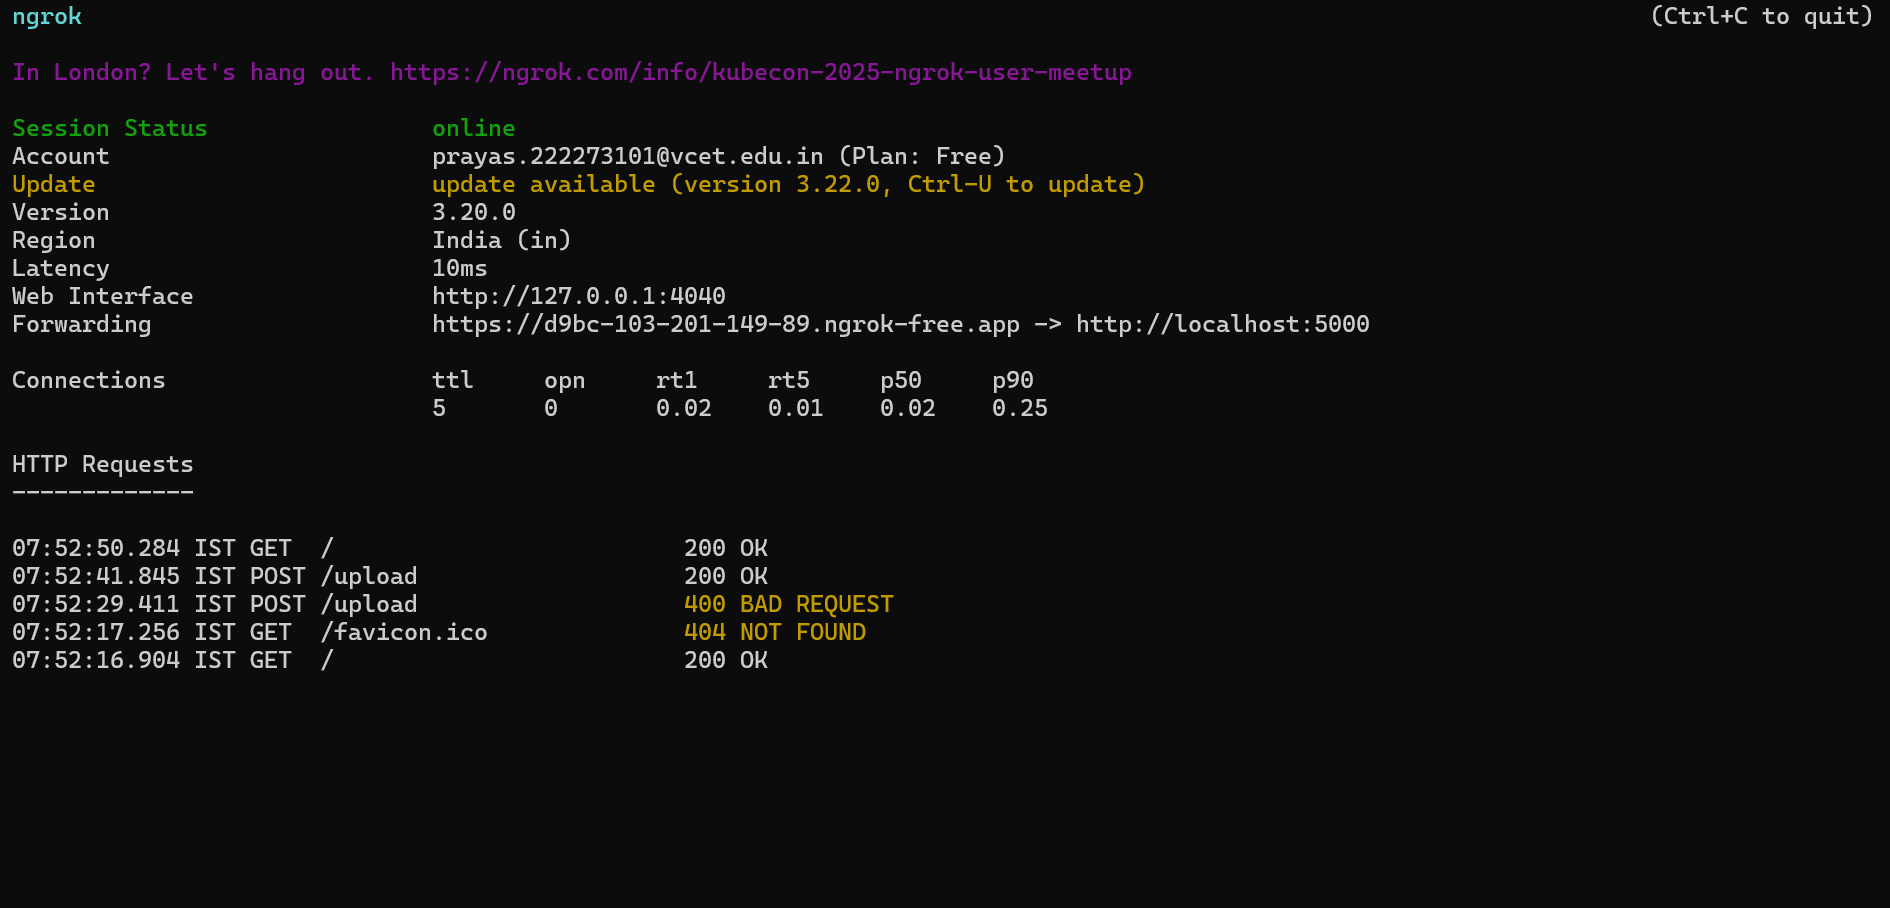 ngrok (Ctrl+C to quit)
In London? Let's hang out. https://ngrok.com/info/kubecon-2025-ngrok-user-meetup
Session Status online
Account prayas.222273101@vcet.edu.in (Plan: Free)
Update update available (version 3.22.0, Ctrl-U to update)
Version 3.20.0
Region India (in)
Latency 10ms
Web Interface http://127.0.0.1:4040
Forwarding https://d9bc-103-201-149-89.ngrok-free.app -> http://localhost:5000
Connections ttl opn rt1 rt5 p50 p90
5 0 0.02 0.01 0.02 0.25
HTTP Requests
-------------
07:52:50.284 IST GET / 200 OK
07:52:41.845 IST POST /upload 200 OK
07:52:29.411 IST POST /upload 400 BAD REQUEST
07:52:17.256 IST GET /favicon.ico 404 NOT FOUND
07:52:16.904 IST GET / 200 OK